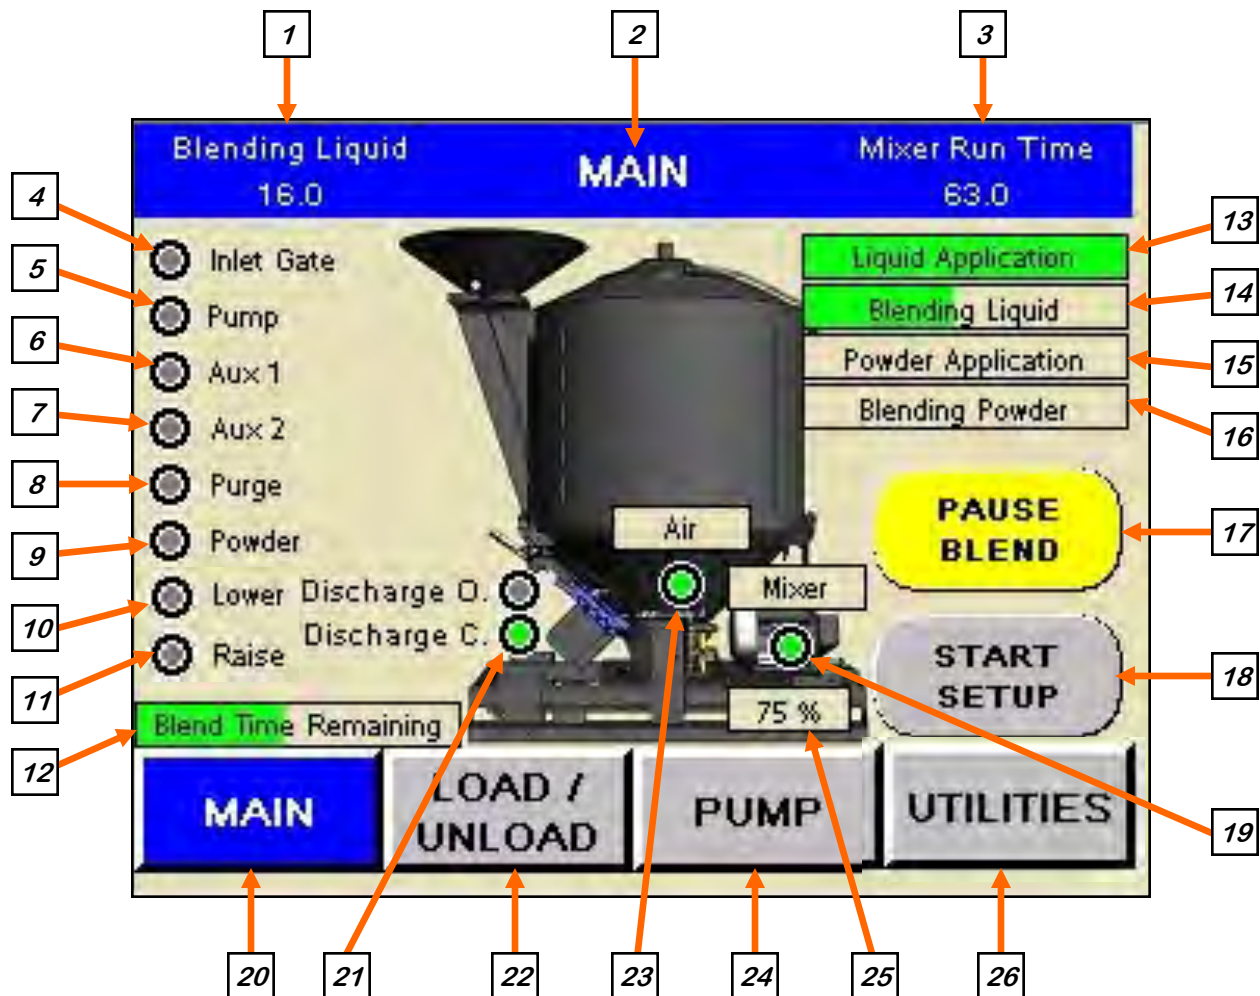 1
2
3
Blending Liquid
MAIN
Mixer Run Time
16.0
63.0
4
5
6
7
8
9
10
11
12
Inlet Gate
Pump
Aux 1
Aux 2
Purge
Powder
Lower
Raise
Discharge O.
Discharge C.
Blend Time Remaining
Air
Mixer
75 %
Liquid Application
Blending Liquid
Powder Application
Blending Powder
PAUSE
BLEND
START
SETUP
13
14
15
16
17
18
19
MAIN
LOAD /
UNLOAD
PUMP
UTILITIES
20
21
22
23
24
25
26